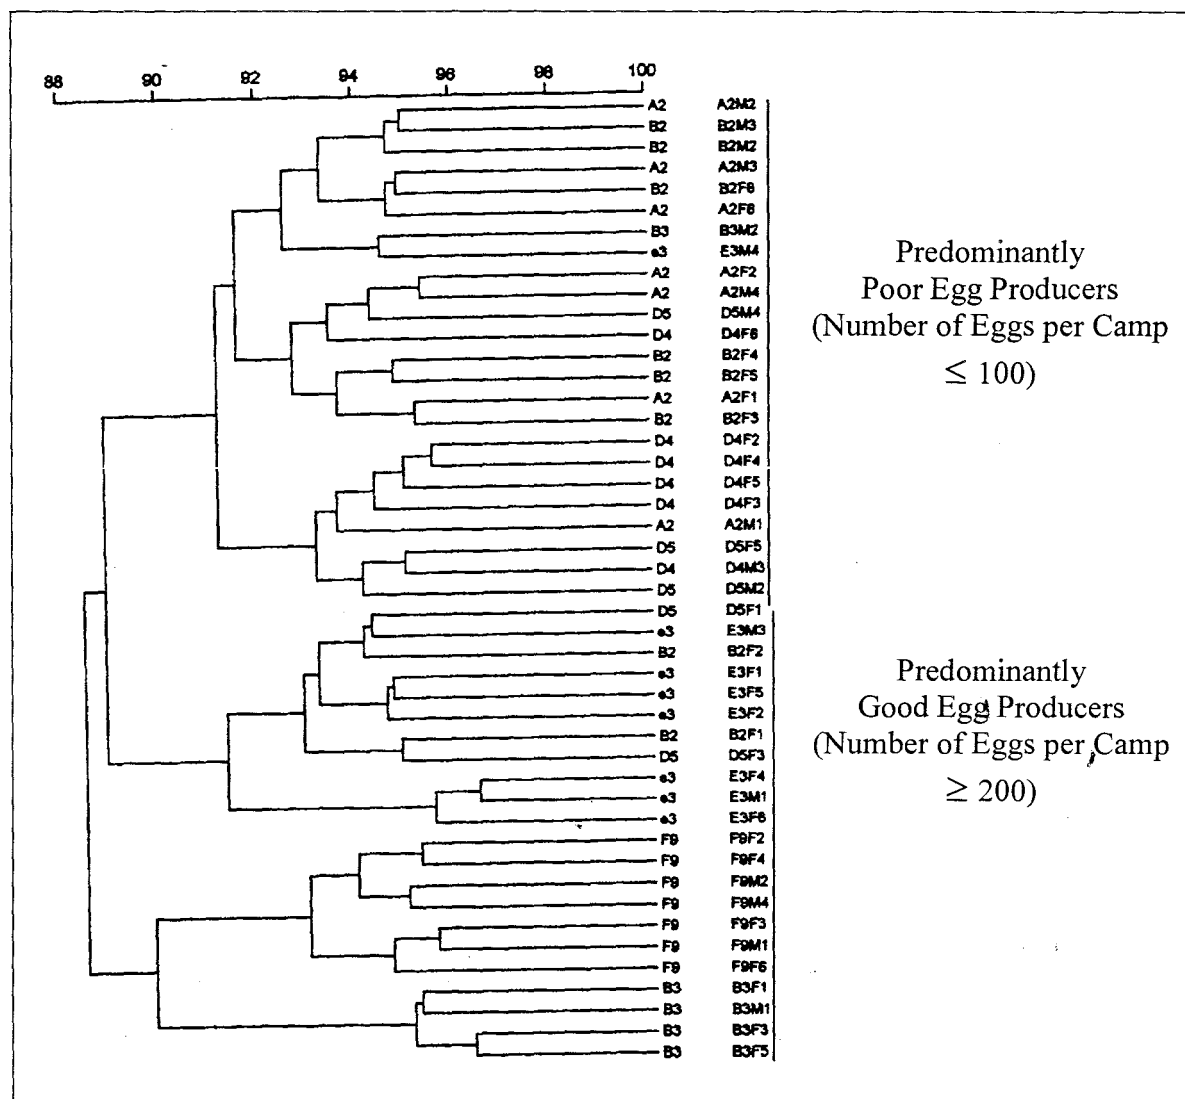 88 90 92 94 96 98 100
A2 A2M2
B2 B2M3
B2 B2M2
A2 A2M3
B2 B2F6
A2 A2F6
B3 B3M2
e3 E3M4
A2 A2F2
A2 A2M4
D5 D5M4
D4 D4F6
B2 B2F4
B2 B2F5
A2 A2F1
B2 B2F3
D4 D4F2
D4 D4F4
D4 D4F5
D4 D4F3
A2 A2M1
D5 D5F5
D4 D4M3
D5 D5M2
D5 D5F1
e3 E3M3
B2 B2F2
e3 E3F1
e3 E3F5
e3 E3F2
B2 B2F1
D5 D5F3
e3 E3F4
e3 E3M1
e3 E3F6
F9 F9F2
F9 F9F4
F9 F9M2
F9 F9M4
F9 F9F3
F9 F9M1
F9 F9F6
B3 B3F1
B3 B3M1
B3 B3F3
B3 B3F5
Predominantly
Poor Egg Producers
(Number of Eggs per Camp
≤ 100)
Predominantly
Good Egg Producers
(Number of Eggs per Camp
≥ 200)